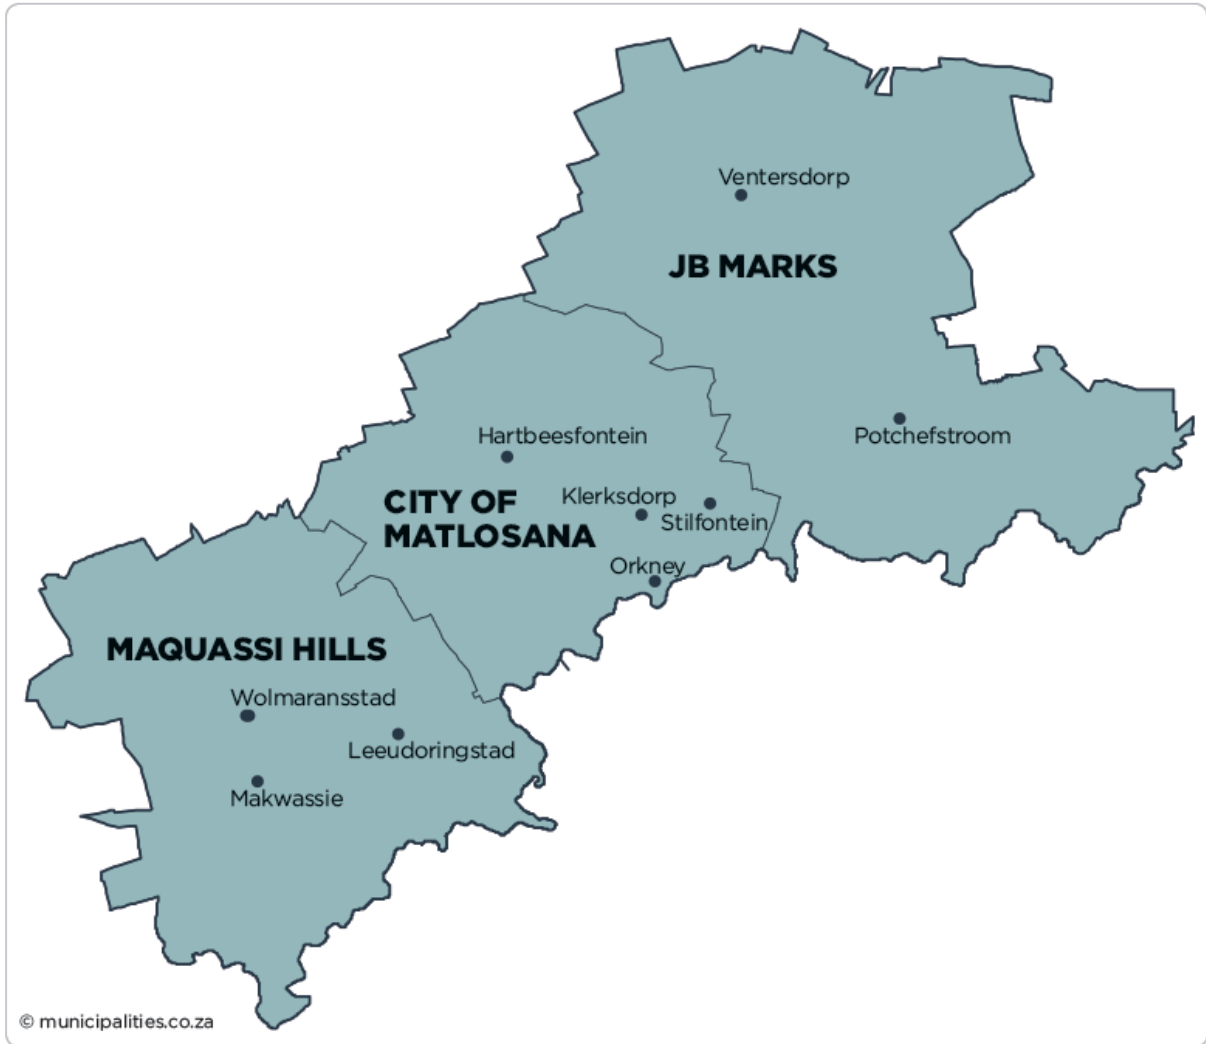 Ventersdorp
JB MARKS
Potchefstroom
Hartbeesfontein
CITY OF
MATLOSANA
Klerksdorp
Stilfontein
Orkney
MAQUASSI HILLS
Wolmaransstad
Leeudoringstad
Makwassie
© municipalities.co.za